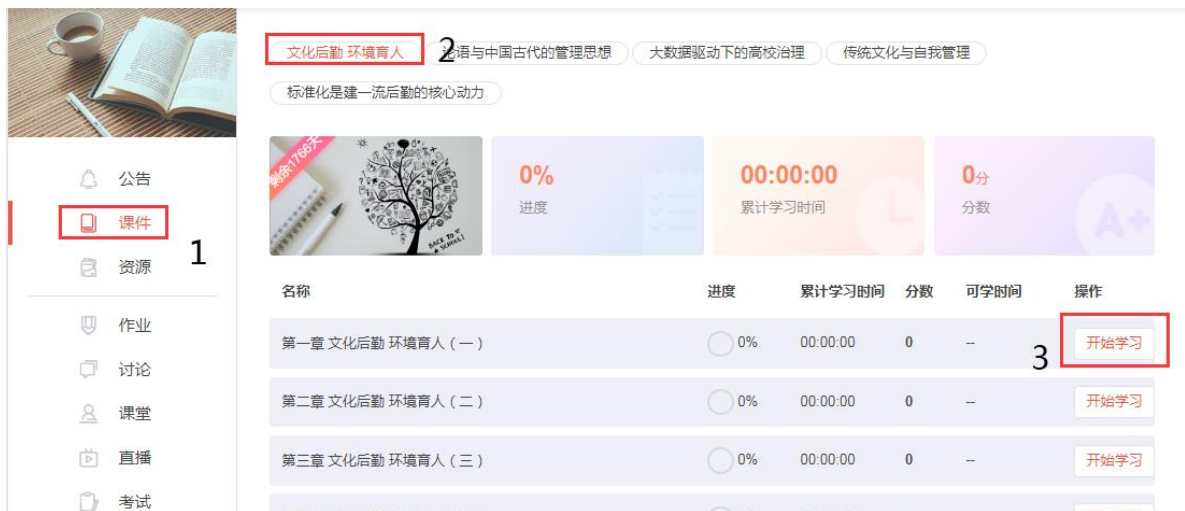 文化后勤 环境育人
2
论语与中国古代的管理思想
大数据驱动下的高校治理
传统文化与自我管理
标准化是建一流后勤的核心动力
公告
课件
1
资源
作业
讨论
课堂
直播
考试
剩余1766天
BACK TO SCHOOL!
0%
进度
00:00:00
累计学习时间
0分
分数
A+
名称 进度 累计学习时间 分数 可学时间 操作
第一章 文化后勤 环境育人（一） 0% 00:00:00 0 -- 开始学习
3
第二章 文化后勤 环境育人（二） 0% 00:00:00 0 -- 开始学习
第三章 文化后勤 环境育人（三） 0% 00:00:00 0 -- 开始学习